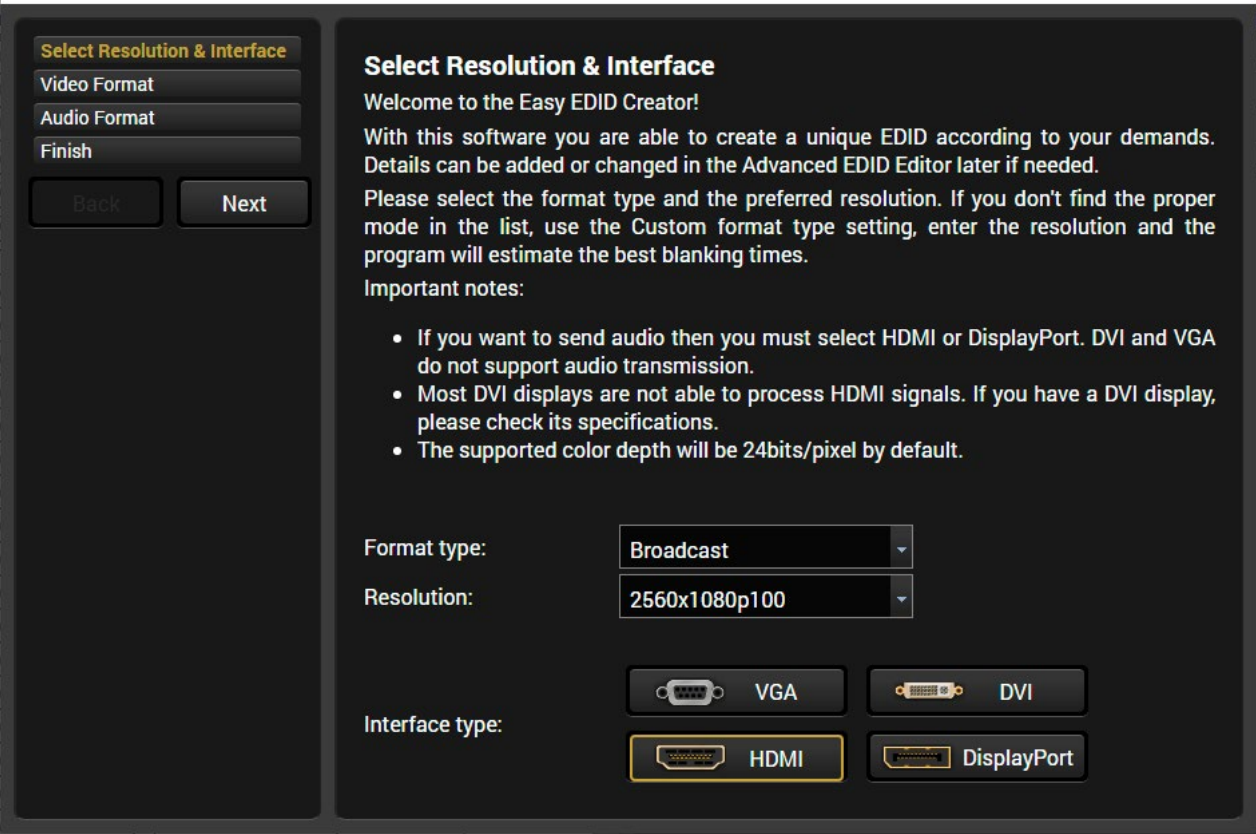 Select Resolution & Interface
Video Format
Audio Format
Finish
Back
Next
Select Resolution & Interface
Welcome to the Easy EDID Creator!
With this software you are able to create a unique EDID according to your demands.
Details can be added or changed in the Advanced EDID Editor later if needed.
Please select the format type and the preferred resolution. If you don't find the proper
mode in the list, use the Custom format type setting, enter the resolution and the
program will estimate the best blanking times.
Important notes:
• If you want to send audio then you must select HDMI or DisplayPort. DVI and VGA
do not support audio transmission.
• Most DVI displays are not able to process HDMI signals. If you have a DVI display,
please check its specifications.
• The supported color depth will be 24bits/pixel by default.
Format type:
Broadcast
Resolution:
2560x1080p100
Interface type:
VGA
DVI
HDMI
DisplayPort